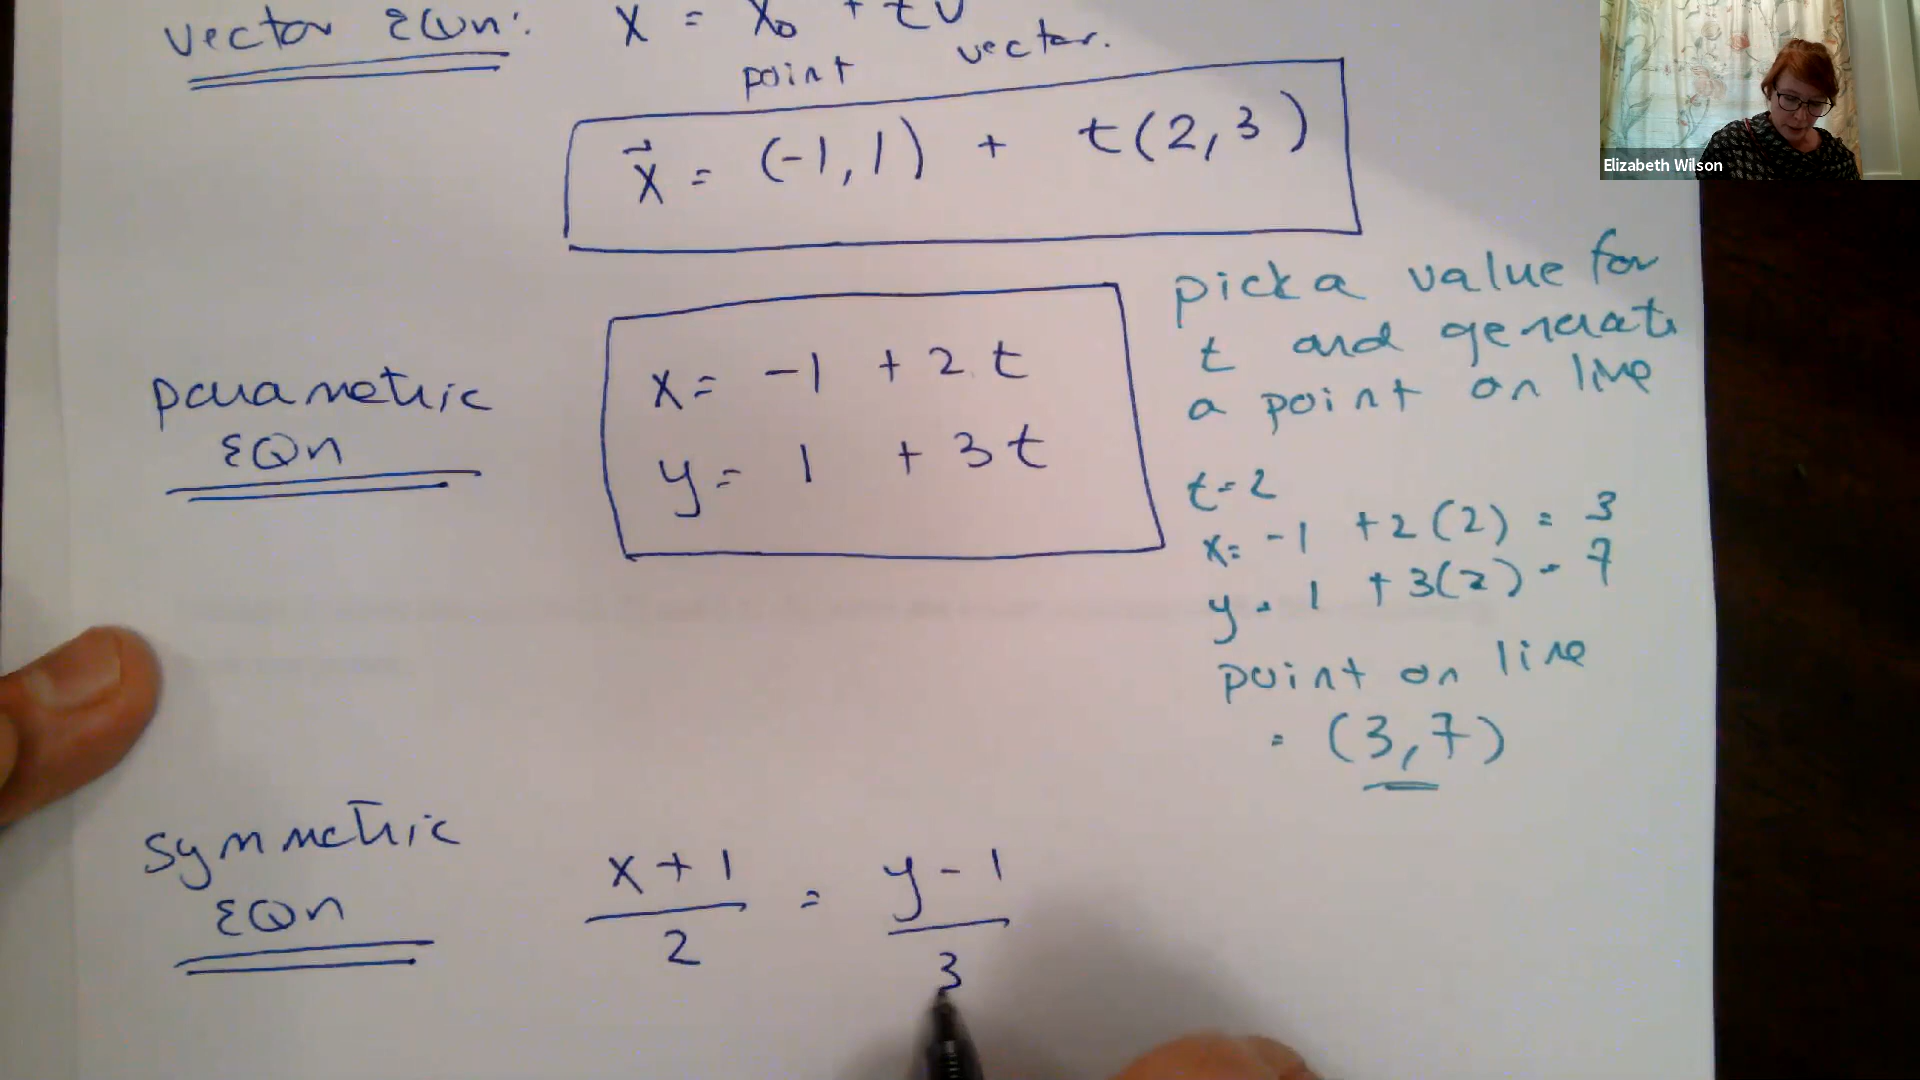 vector EQn: x = x₀ + tv
point vector.
x⃗ = (-1, 1) + t(2, 3)
parametric
EQn
x = -1 + 2t
y = 1 + 3t
pick a value for
t and generate
a point on line
t = 2
x = -1 + 2(2) = 3
y = 1 + 3(2) = 7
point on line
= (3, 7)
symmetric
EQn
x + 1 / 2 = y - 1 / 3
Elizabeth Wilson